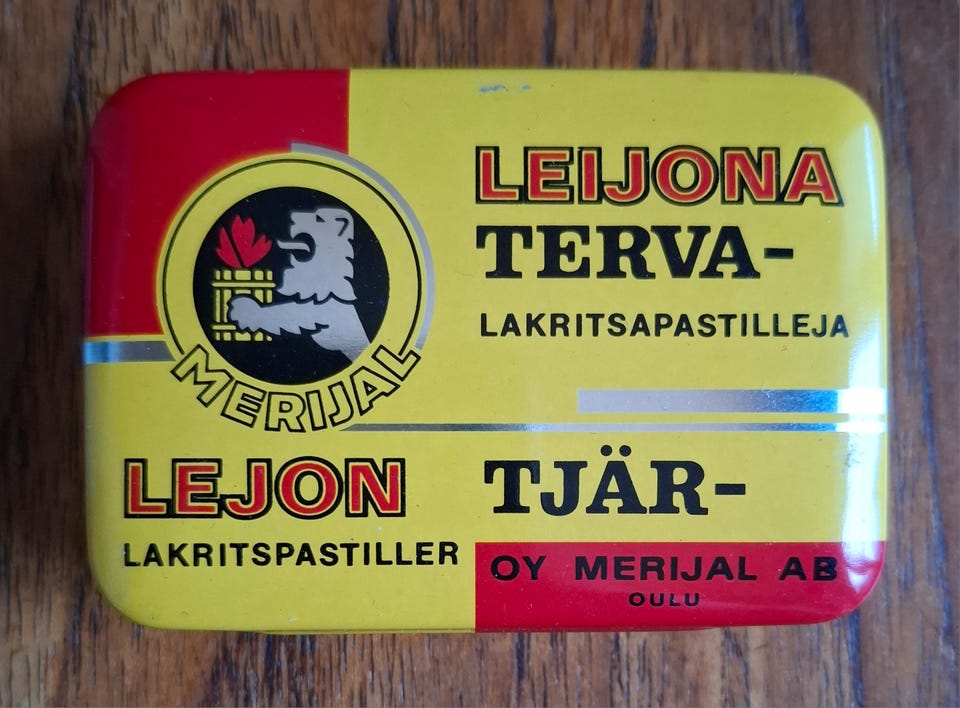 LEIJONA
TERVA-
LAKRITSAPASTILLEJA
MERIJAL
LEJON TJÄR-
LAKRITSPASTILLER
OY MERIJAL AB
OULU